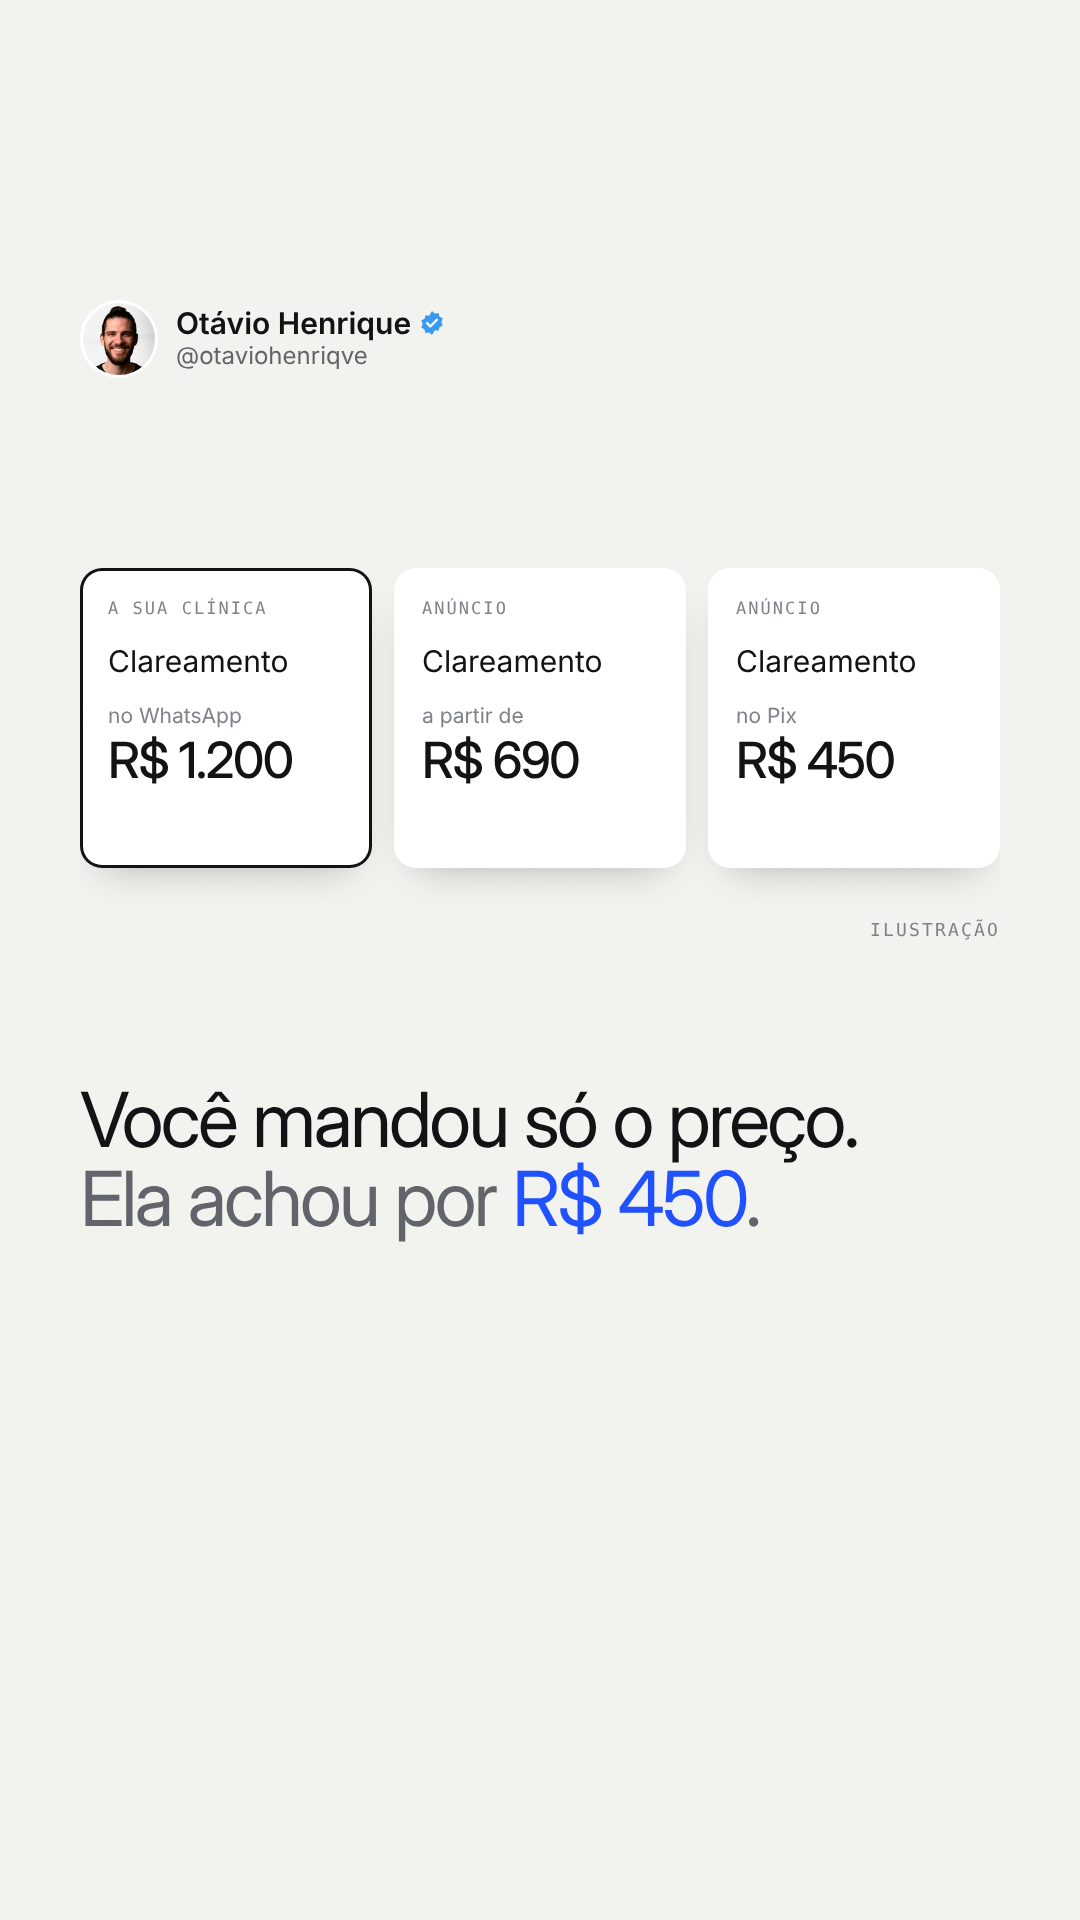 Otávio Henrique
@otaviohenriqve
A SUA CLÍNICA
Clareamento
no WhatsApp
R$ 1.200
ANÚNCIO
Clareamento
a partir de
R$ 690
ANÚNCIO
Clareamento
no Pix
R$ 450
ILUSTRAÇÃO
Você mandou só o preço.
Ela achou por R$ 450.